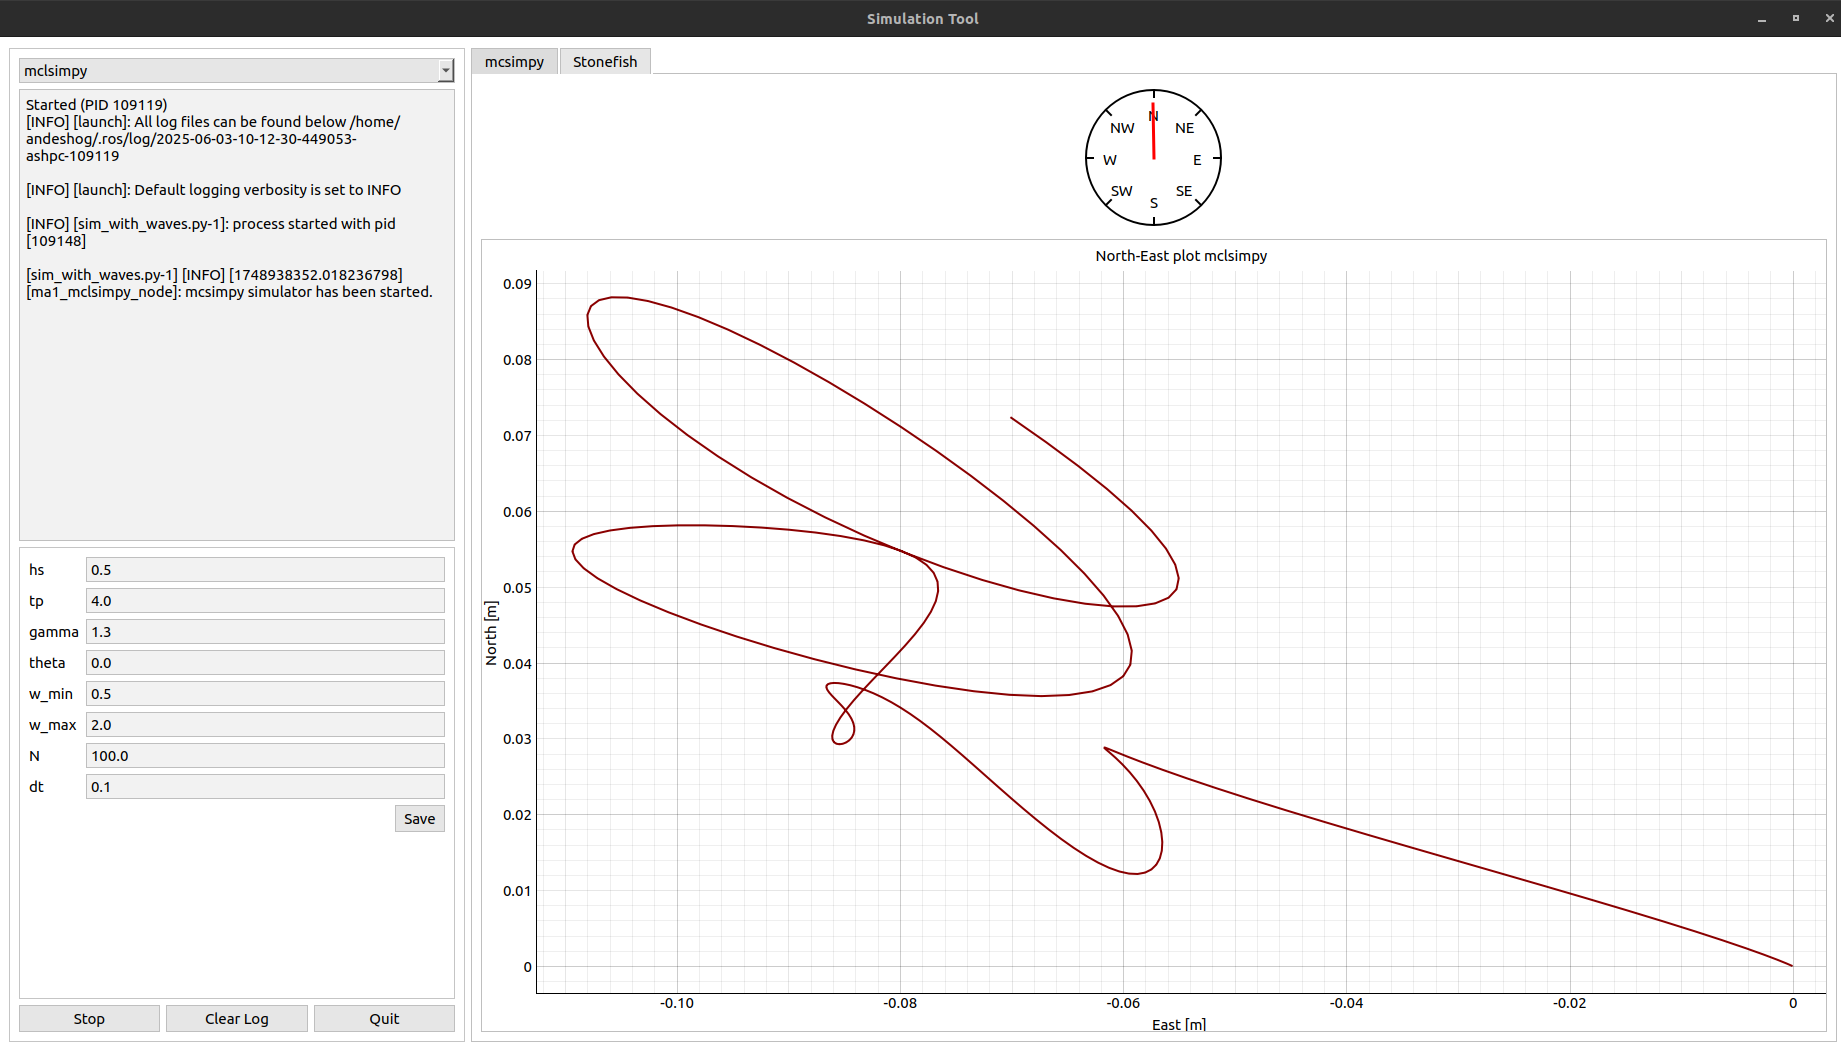 Simulation Tool
mclsimpy
Started (PID 109119)
[INFO] [launch]: All log files can be found below /home/
andeshog/.ros/log/2025-06-03-10-12-30-449053-
ashpc-109119
[INFO] [launch]: Default logging verbosity is set to INFO
[INFO] [sim_with_waves.py-1]: process started with pid
[109148]
[sim_with_waves.py-1] [INFO] [1748938352.018236798]
[ma1_mclsimpy_node]: mcsimpy simulator has been started.
hs 0.5
tp 4.0
gamma 1.3
theta 0.0
w_min 0.5
w_max 2.0
N 100.0
dt 0.1
Save
Stop Clear Log Quit
mcsimpy Stonefish
N
NW NE
W E
SW SE
S
North-East plot mclsimpy
0.09
0.08
0.07
0.06
0.05
0.04
0.03
0.02
0.01
0
North [m]
-0.10 -0.08 -0.06 -0.04 -0.02 0
East [m]